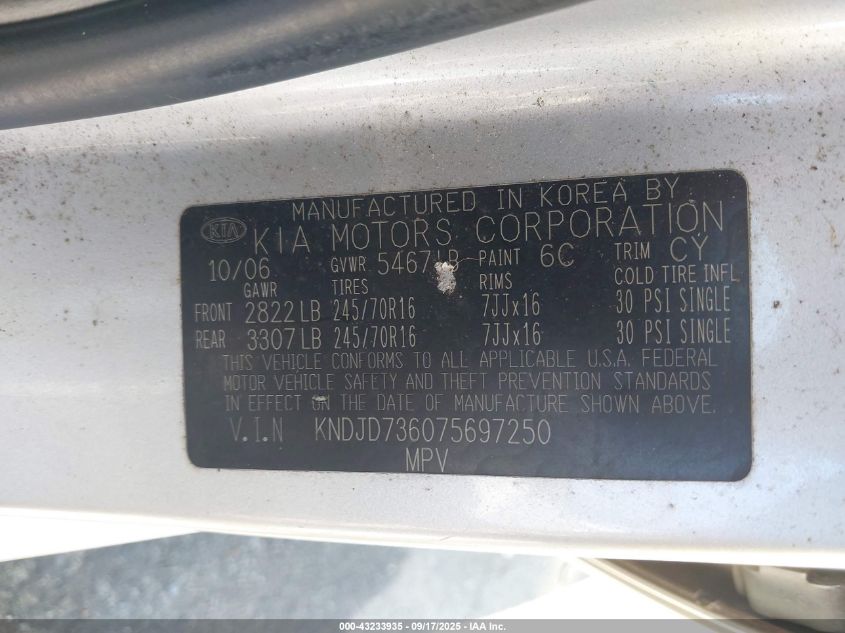 MANUFACTURED IN KOREA BY
KIA KIA MOTORS CORPORATION
10/06 GVWR 5467LB PAINT 6C TRIM CY
GAWR TIRES RIMS COLD TIRE INFL
FRONT 2822LB 245/70R16 7JJx16 30 PSI SINGLE
REAR 3307LB 245/70R16 7JJx16 30 PSI SINGLE
THIS VEHICLE CONFORMS TO ALL APPLICABLE U.S.A. FEDERAL
MOTOR VEHICLE SAFETY AND THEFT PREVENTION STANDARDS
IN EFFECT ON THE DATE OF MANUFACTURE SHOWN ABOVE.
V.I.N KNDJD736075697250
MPV
000-43233935 - 09/17/2025 - IAA Inc.